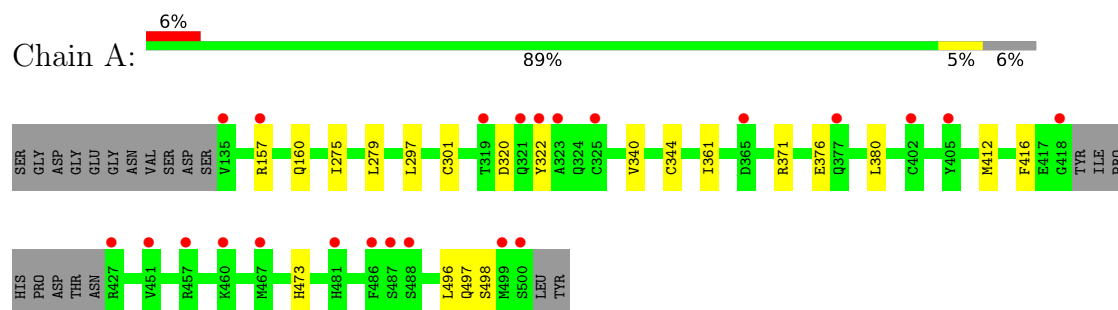 6%
Chain A:
89% 5% 6%
SER GLY ASP GLY GLU GLY ASN VAL SER ASP SER V135 R157 Q160 I275 L279 L297 C301 T319 D320 Q321 Y322 A323 Q324 C325 V340 C344 I361 D365 R371 E376 Q377 L380 C402 Y405 M412 F416 E417 G418 TYR ILE PRO
HIS PRO ASP THR ASN R427 V451 R457 K460 M467 H473 H481 F486 S487 S488 L496 Q497 S498 M499 S500 LEU TYR